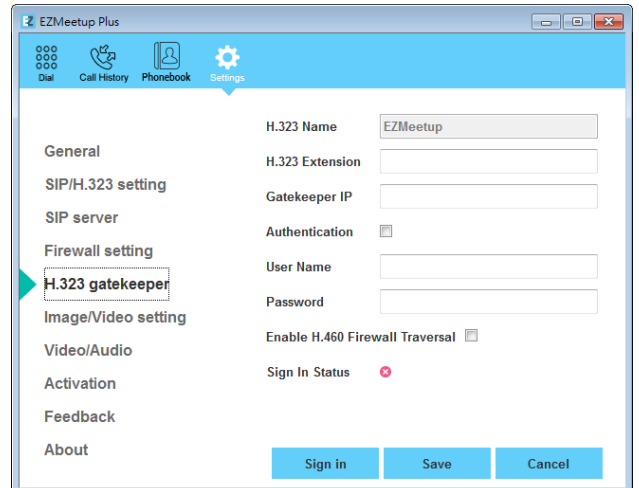 EZ EZMeetup Plus
Dial Call History Phonebook Settings
General
SIP/H.323 setting
SIP server
Firewall setting
H.323 gatekeeper
Image/Video setting
Video/Audio
Activation
Feedback
About
H.323 Name EZMeetup
H.323 Extension
Gatekeeper IP
Authentication
User Name
Password
Enable H.460 Firewall Traversal
Sign In Status
Sign in Save Cancel